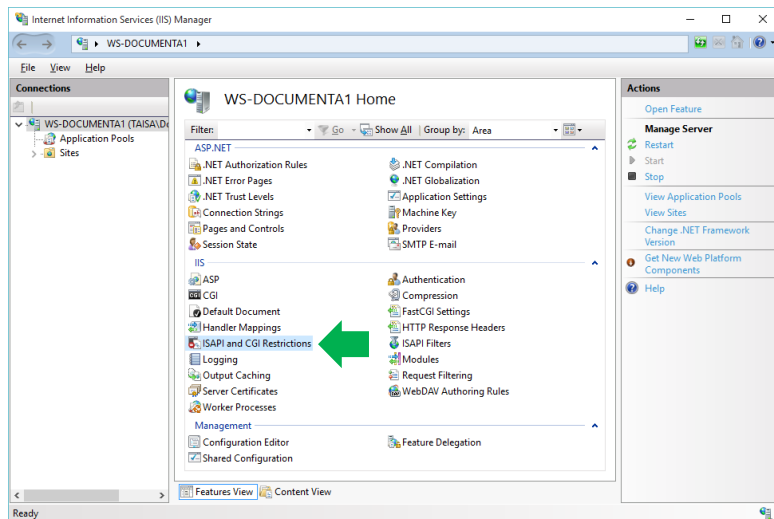 Internet Information Services (IIS) Manager
WS-DOCUMENTA1
File View Help
Connections
WS-DOCUMENTA1 (TAISA\Do
Application Pools
Sites
WS-DOCUMENTA1 Home
Filter: Go Show All Group by: Area
ASP.NET
.NET Authorization Rules .NET Compilation
.NET Error Pages .NET Globalization
.NET Trust Levels Application Settings
Connection Strings Machine Key
Pages and Controls Providers
Session State SMTP E-mail
IIS
ASP Authentication
CGI Compression
Default Document FastCGI Settings
Handler Mappings HTTP Response Headers
ISAPI and CGI Restrictions ISAPI Filters
Logging Modules
Output Caching Request Filtering
Server Certificates WebDAV Authoring Rules
Worker Processes
Management
Configuration Editor Feature Delegation
Shared Configuration
Features View Content View
Actions
Open Feature
Manage Server
Restart
Start
Stop
View Application Pools
View Sites
Change .NET Framework
Version
Get New Web Platform
Components
Help
Ready